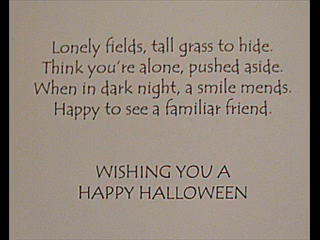 Lonely fields, tall grass to hide.
Think you're alone, pushed aside.
When in dark night, a smile mends.
Happy to see a familiar friend.
WISHING YOU A
HAPPY HALLOWEEN